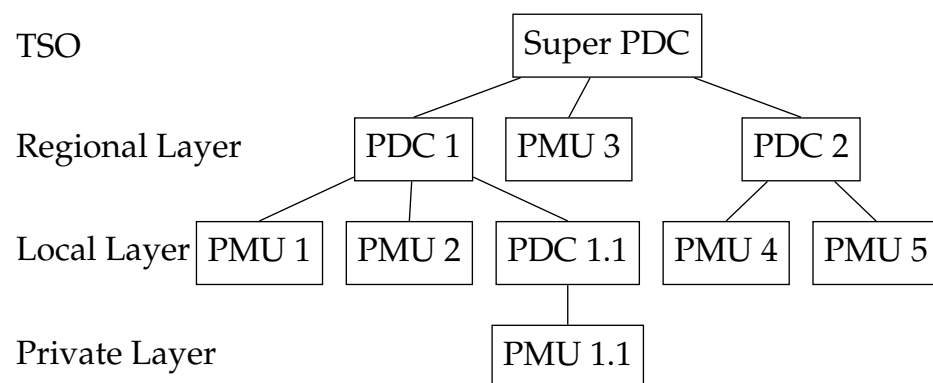 TSO Super PDC
Regional Layer PDC 1 PMU 3 PDC 2
Local Layer PMU 1 PMU 2 PDC 1.1 PMU 4 PMU 5
Private Layer PMU 1.1